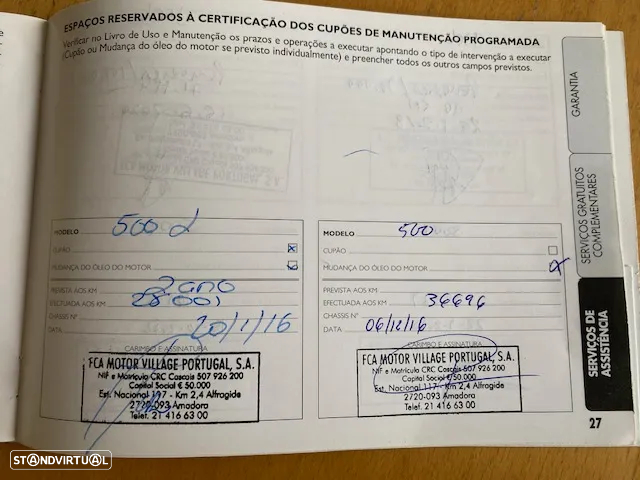 ESPAÇOS RESERVADOS À CERTIFICAÇÃO DOS CUPÕES DE MANUTENÇÃO PROGRAMADA
Verificar no Livro de Uso e Manutenção os prazos e operações a executar apontando o tipo de intervenção a executar
(Cupão ou Mudança do óleo do motor se previsto individualmente) e preencher todos os outros campos previstos.
GARANTIA
SERVIÇOS GRATUITOS
COMPLEMENTARES
SERVIÇOS DE
ASSISTÊNCIA
MODELO 500
CUPÃO
MUDANÇA DO ÓLEO DO MOTOR
PREVISTA AOS KM 2 ano
EFECTUADA AOS KM 28001
CHASSIS Nº
DATA 20/1/16
CARIMBO E ASSINATURA
FCA MOTOR VILLAGE PORTUGAL, S.A.
NIF e Matrícula CRC Cascais 507 926 200
Capital Social € 50.000
Est. Nacional 117 - Km 2,4 Alfragide
2720-093 Amadora
Telef. 21 416 63 00
MODELO 500
CUPÃO
MUDANÇA DO ÓLEO DO MOTOR
PREVISTA AOS KM
EFECTUADA AOS KM 36696
CHASSIS Nº
DATA 06/12/16
CARIMBO E ASSINATURA
FCA MOTOR VILLAGE PORTUGAL, S.A.
NIF e Matrícula CRC Cascais 507 926 200
Capital Social € 50.000
Est. Nacional 117 - Km 2,4 Alfragide
2720-093 Amadora
Telef. 21 416 63 00
27
STANDVIRTUAL